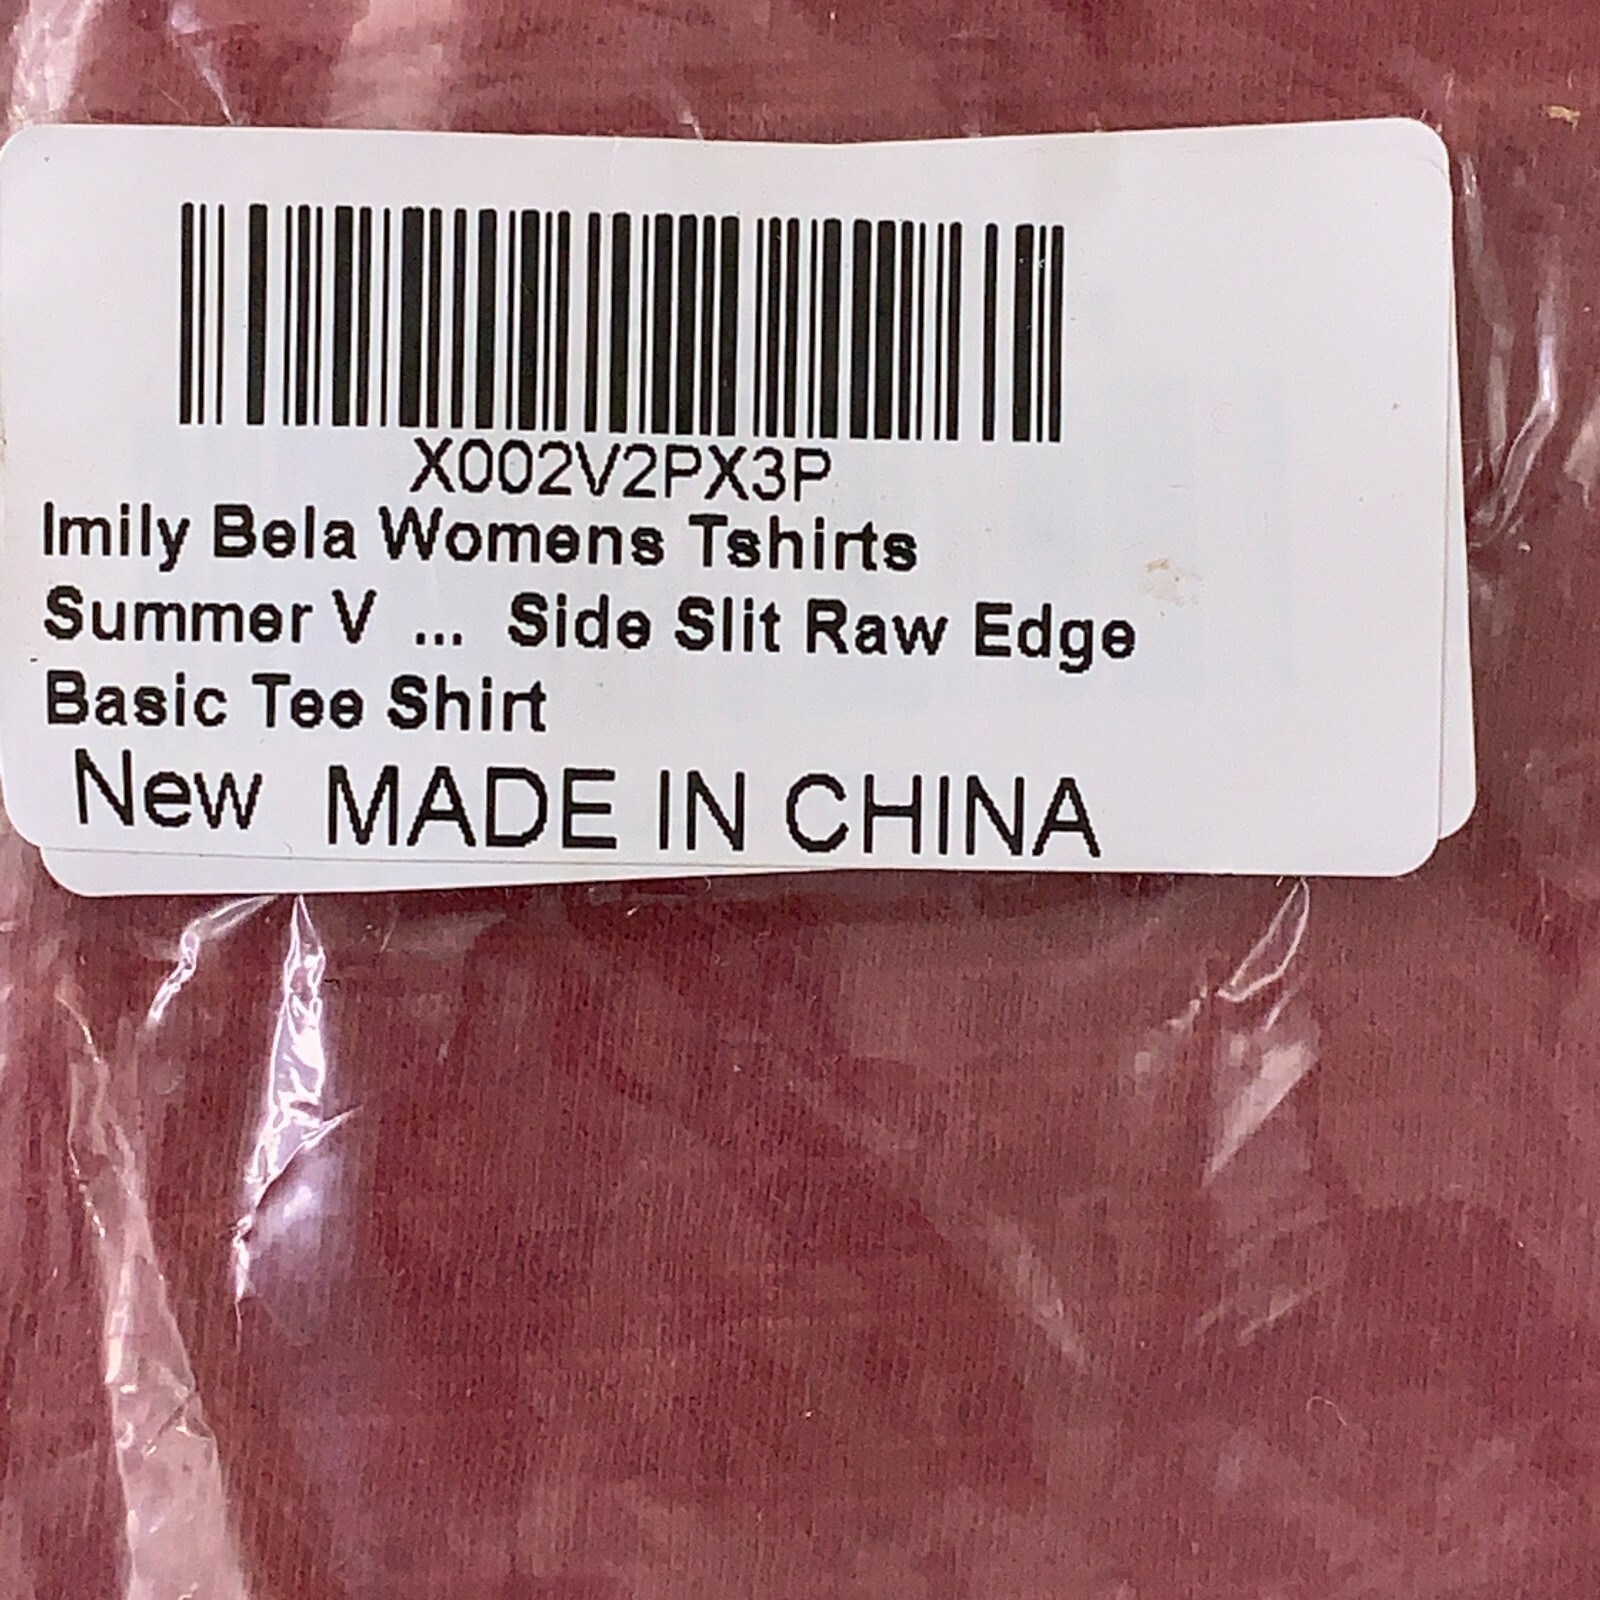 X002V2PX3P
Imily Bela Womens Tshirts
Summer V ... Side Slit Raw Edge
Basic Tee Shirt
New MADE IN CHINA